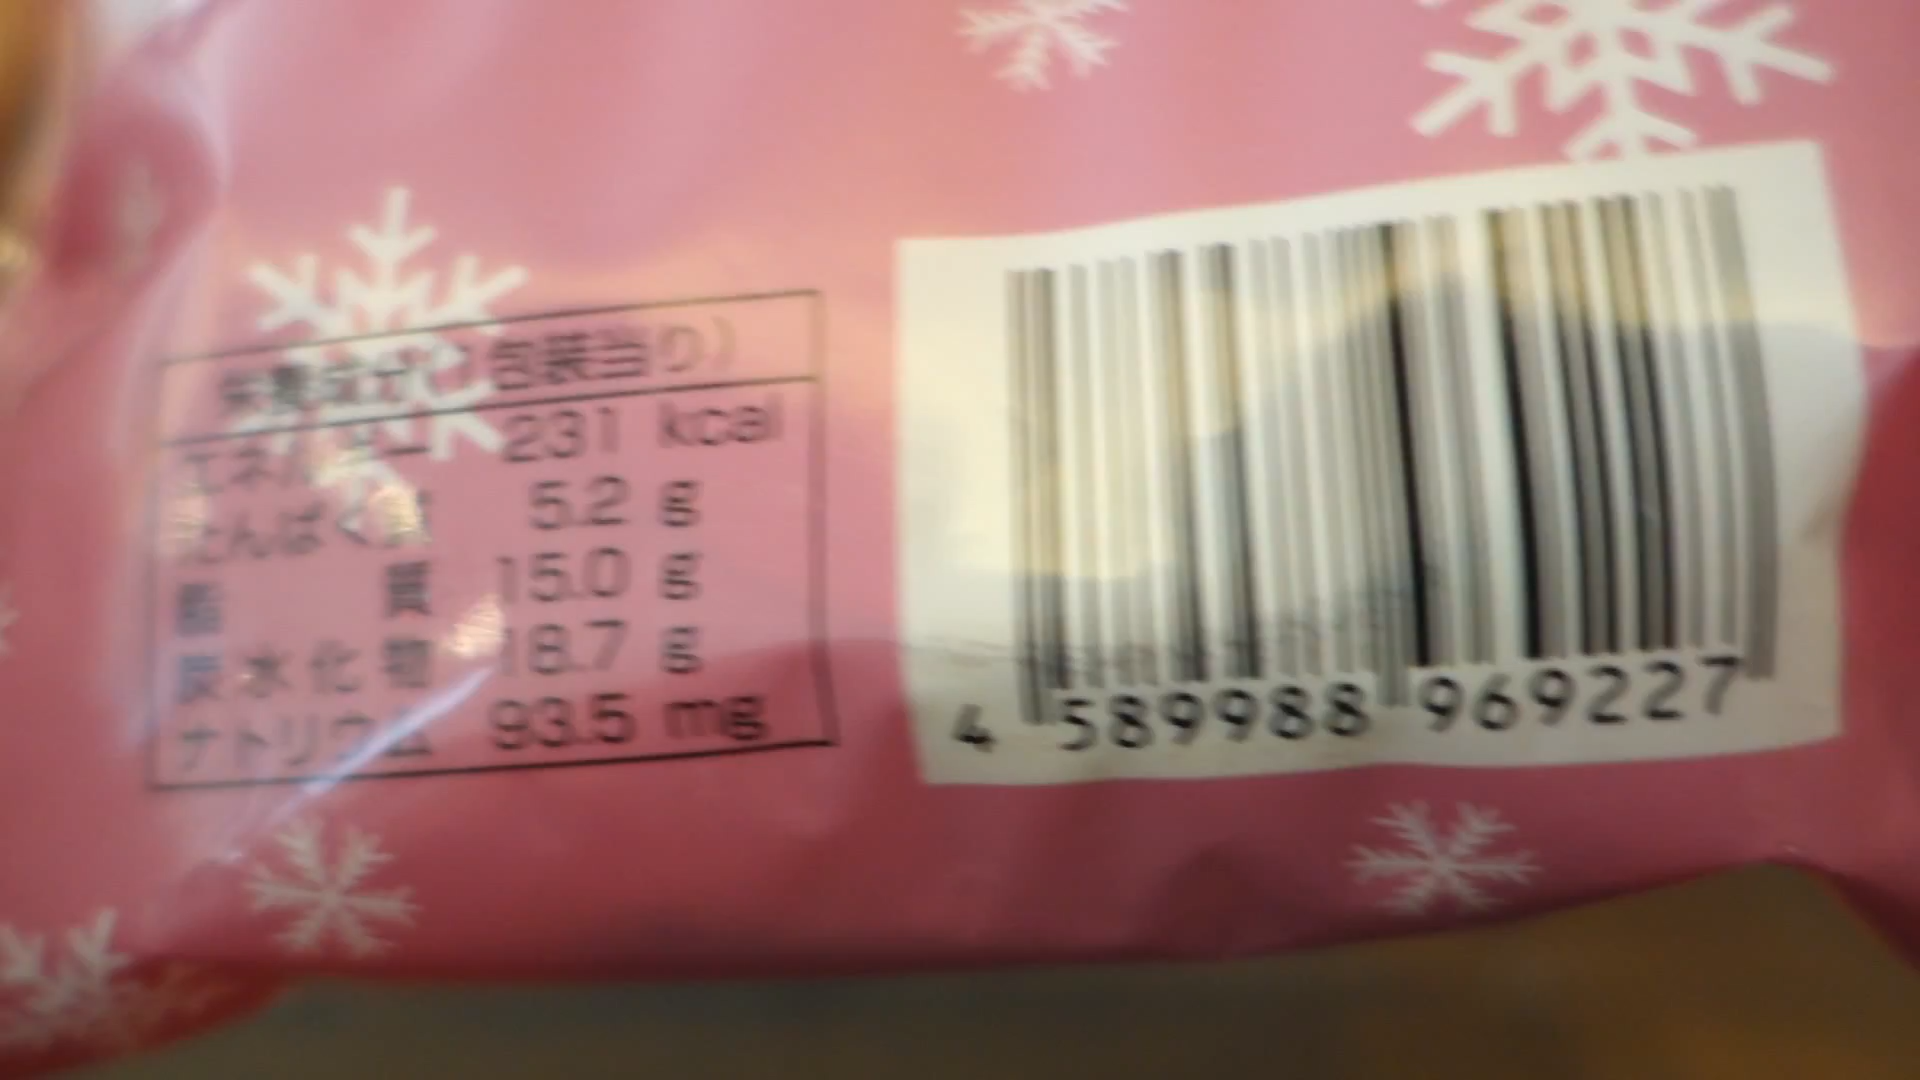 栄養成分(1包装当り)
エネルギー 231 kcal
たんぱく質 5.2 g
脂質 15.0 g
炭水化物 18.7 g
ナトリウム 93.5 mg
4 589988 969227